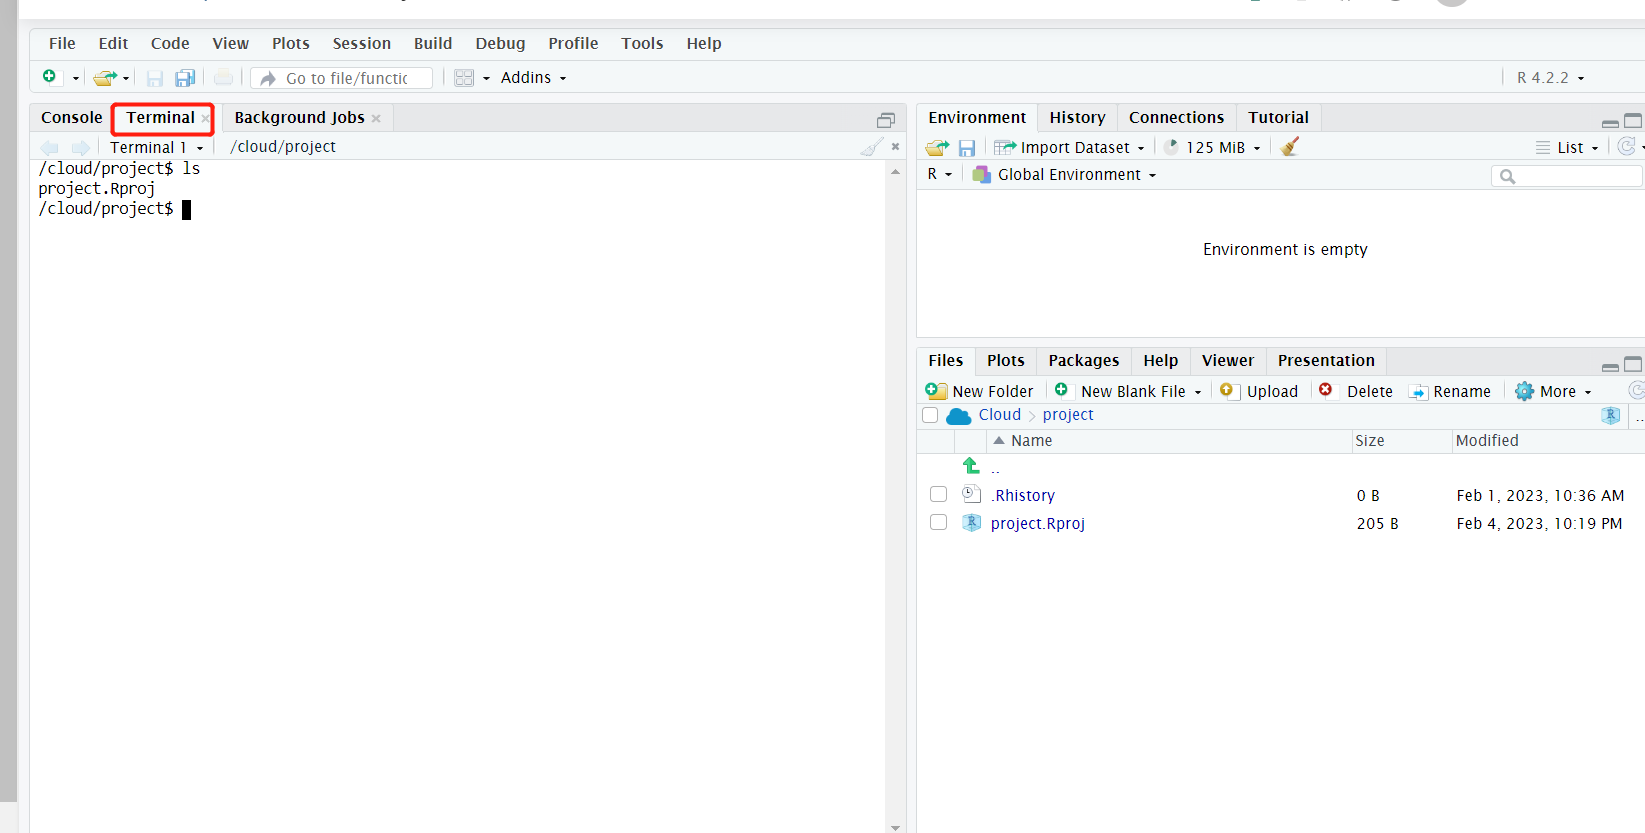 File Edit Code View Plots Session Build Debug Profile Tools Help
Go to file/functic Addins R 4.2.2
Console Terminal × Background Jobs ×
Terminal 1 /cloud/project
/cloud/project$ ls
project.Rproj
/cloud/project$
Environment History Connections Tutorial
Import Dataset 125 MiB List
R Global Environment
Environment is empty
Files Plots Packages Help Viewer Presentation
New Folder New Blank File Upload Delete Rename More
Cloud project ...
Name Size Modified
..
.Rhistory 0 B Feb 1, 2023, 10:36 AM
project.Rproj 205 B Feb 4, 2023, 10:19 PM